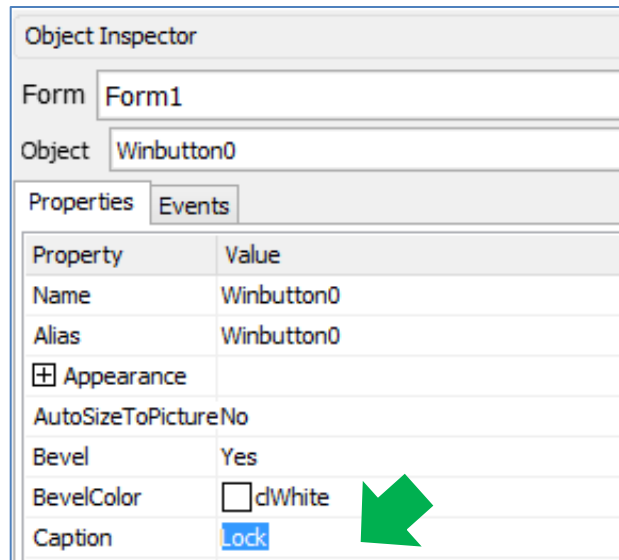 Object Inspector
Form Form1
Object Winbutton0
Properties Events
Property Value
Name Winbutton0
Alias Winbutton0
Appearance
AutoSizeToPicture No
Bevel Yes
BevelColor clWhite
Caption Lock